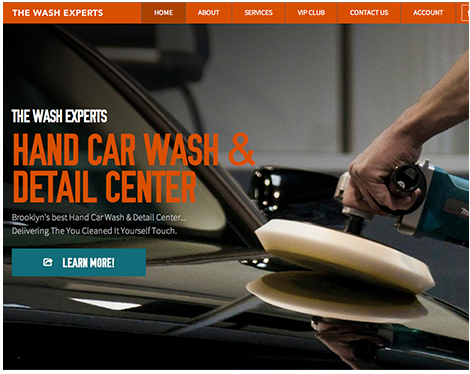 THE WASH EXPERTS HOME ABOUT SERVICES VIP CLUB CONTACT US ACCOUNT
THE WASH EXPERTS
HAND CAR WASH &
DETAIL CENTER
Brooklyn's best Hand Car Wash & Detail Center...
Delivering The You Cleaned It Yourself Touch.
LEARN MORE!